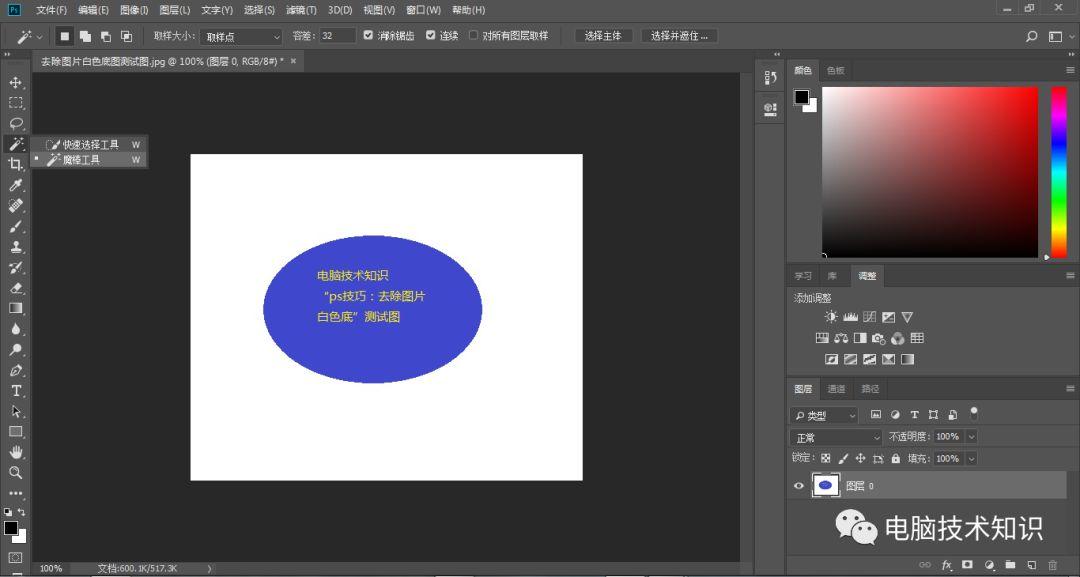 Ps 文件(F) 编辑(E) 图像(I) 图层(L) 文字(Y) 选择(S) 滤镜(T) 3D(D) 视图(V) 窗口(W) 帮助(H)
取样大小: 取样点 容差: 32 消除锯齿 连续 对所有图层取样 选择主体 选择并遮住 ...
去除图片白色底图测试图.jpg @ 100% (图层 0, RGB/8#) * ×
快速选择工具 W
魔棒工具 W
电脑技术知识
“ps技巧：去除图片
白色底”测试图
颜色 色板
学习 库 调整
添加调整
图层 通道 路径
类型
正常 不透明度: 100%
锁定: 填充: 100%
图层 0
电脑技术知识
fx
100% 文档:600.1K/517.3K